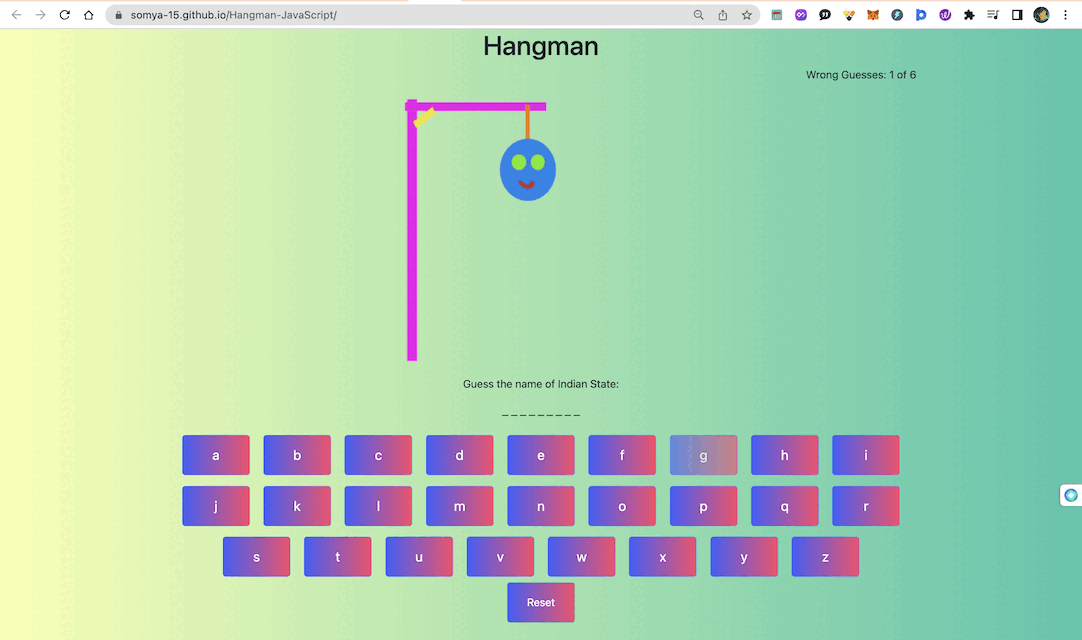 somya-15.github.io/Hangman-JavaScript/
Hangman
Wrong Guesses: 1 of 6
Guess the name of Indian State:
_ _ _ _ _ _ _ _ _
a b c d e f g h i
j k l m n o p q r
s t u v w x y z
Reset